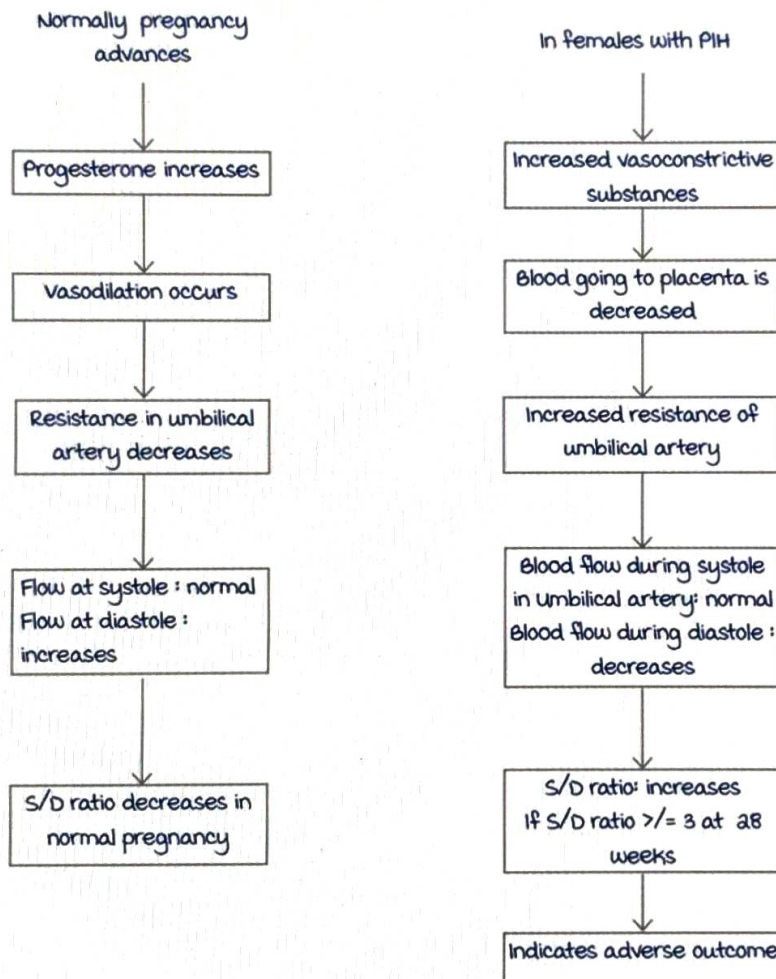 Normally pregnancy
advances
Progesterone increases
Vasodilation occurs
Resistance in umbilical
artery decreases
Flow at systole : normal
Flow at diastole :
increases
S/D ratio decreases in
normal pregnancy
In females with PIH
Increased vasoconstrictive
substances
Blood going to placenta is
decreased
Increased resistance of
umbilical artery
Blood flow during systole
in umbilical artery: normal
Blood flow during diastole :
decreases
S/D ratio: increases
If S/D ratio >/= 3 at 28
weeks
Indicates adverse outcome